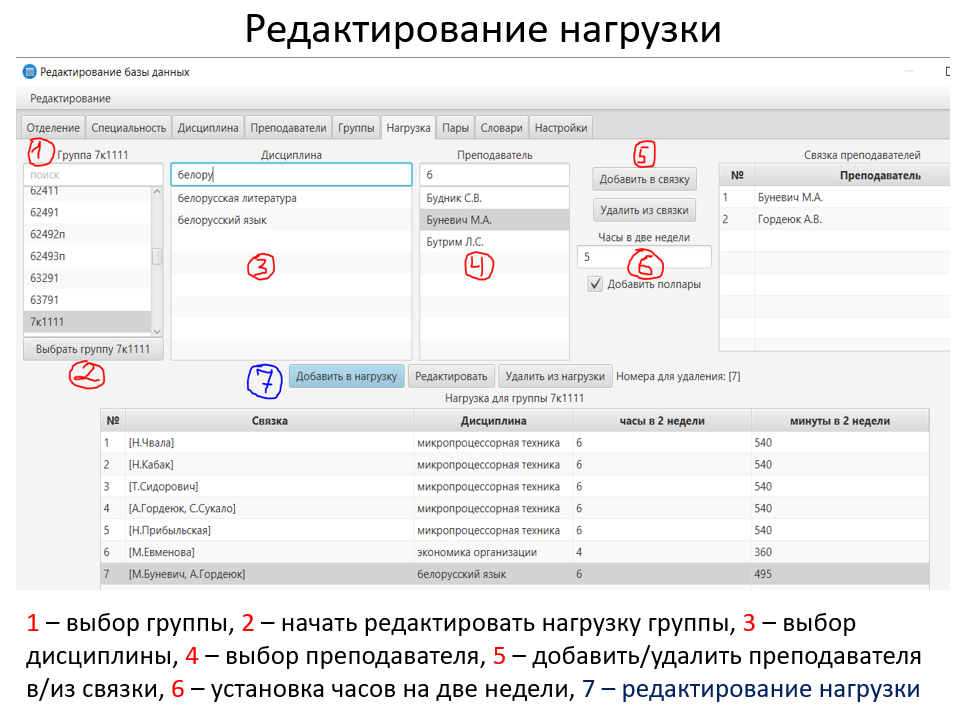 Редактирование нагрузки
Редактирование базы данных
Редактирование
Отделение Специальность Дисциплина Преподаватели Группы Нагрузка Пары Словари Настройки
1 Группа 7к1111 Дисциплина Преподаватель 5 Связка преподавателей
поиск белору б Добавить в связку № Преподаватель
62411 белорусская литература Будник С.В. 1 Буневич М.А.
62491 белорусский язык Буневич М.А. Удалить из связки 2 Гордеюк А.В.
62492п Бутрим Л.С. Часы в две недели
62493п 3 4 5 6
63291 Добавить полпары
63791
7к1111
Выбрать группу 7к1111
2 7 Добавить в нагрузку Редактировать Удалить из нагрузки Номера для удаления: [7]
Нагрузка для группы 7к1111
№ Связка Дисциплина часы в 2 недели минуты в 2 недели
1 [Н.Чвала] микропроцессорная техника 6 540
2 [Н.Кабак] микропроцессорная техника 6 540
3 [Т.Сидорович] микропроцессорная техника 6 540
4 [А.Гордеюк, С.Сукало] микропроцессорная техника 6 540
5 [Н.Прибыльская] микропроцессорная техника 6 540
6 [М.Евменова] экономика организации 4 360
7 [М.Буневич, А.Гордеюк] белорусский язык 6 495
1 – выбор группы, 2 – начать редактировать нагрузку группы, 3 – выбор
дисциплины, 4 – выбор преподавателя, 5 – добавить/удалить преподавателя
в/из связки, 6 – установка часов на две недели, 7 – редактирование нагрузки